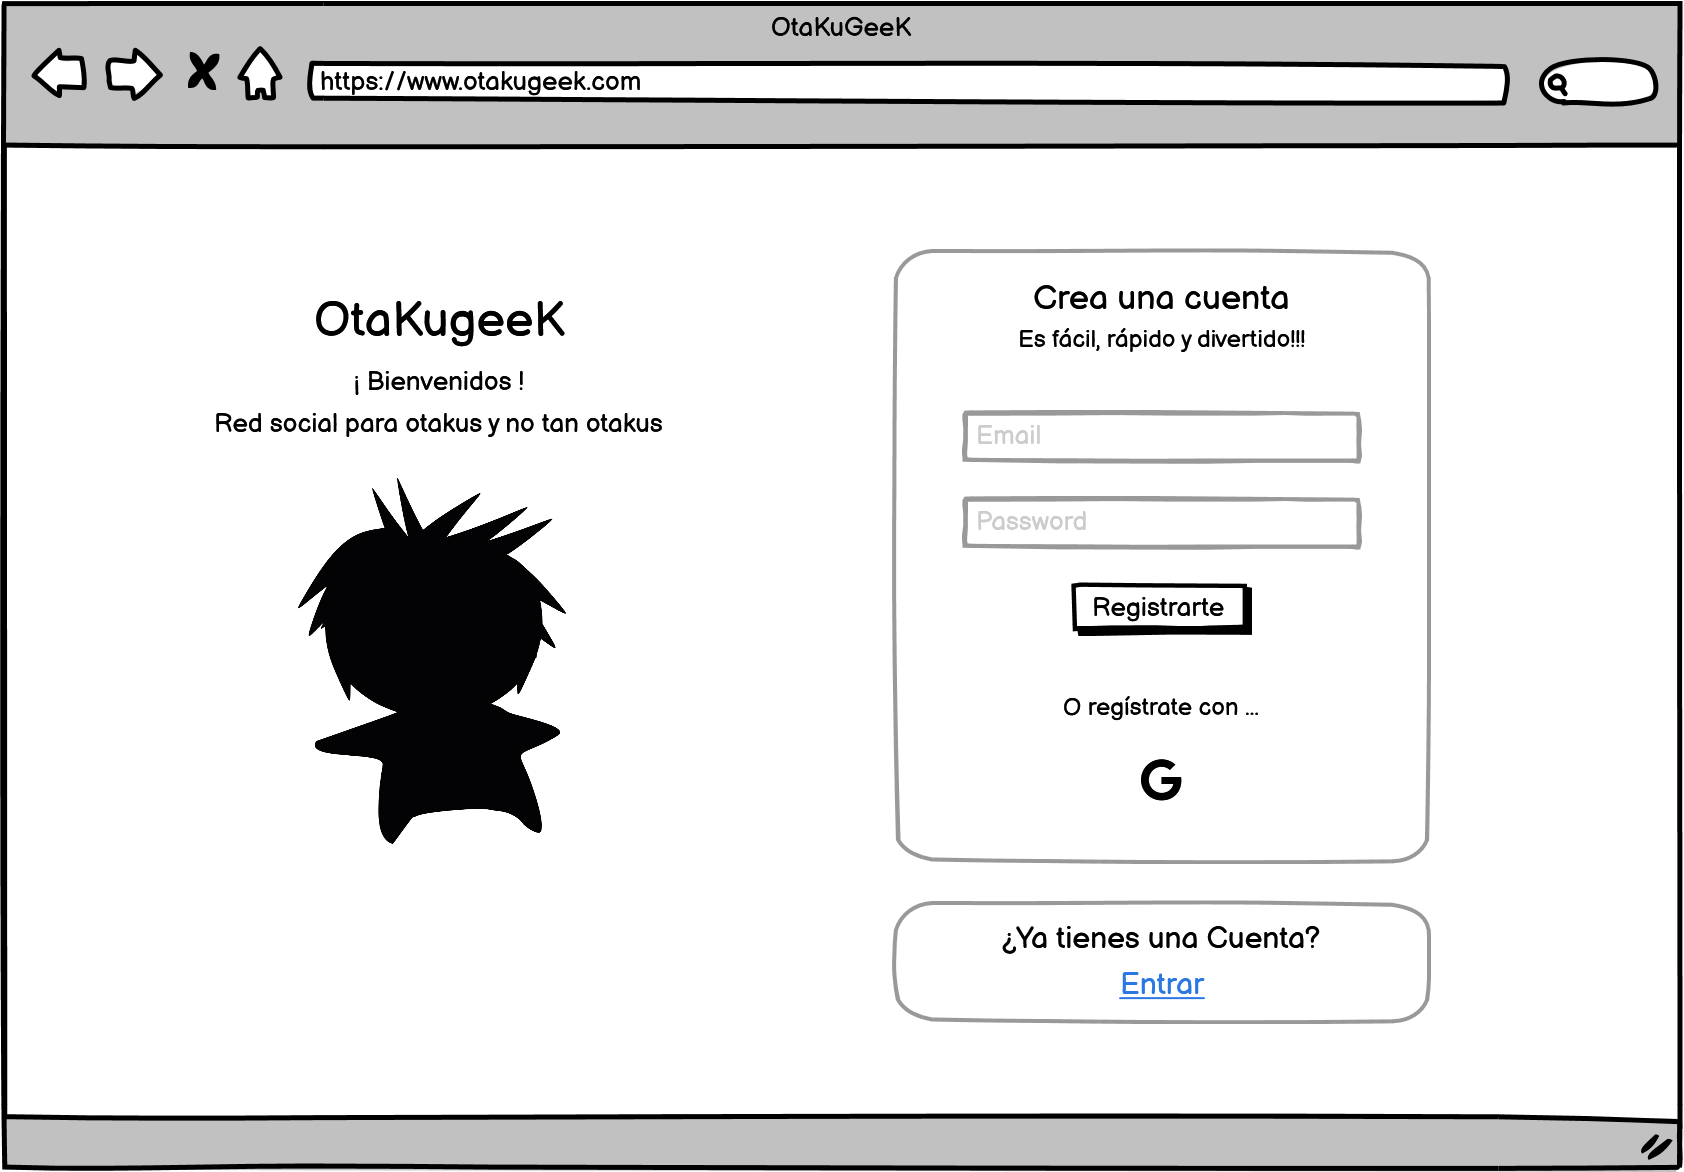 OtaKuGeeK
https://www.otakugeek.com
OtaKugeeK
¡ Bienvenidos !
Red social para otakus y no tan otakus
Crea una cuenta
Es fácil, rápido y divertido!!!
Email
Password
Registrarte
O regístrate con ...
G
¿Ya tienes una Cuenta?
Entrar